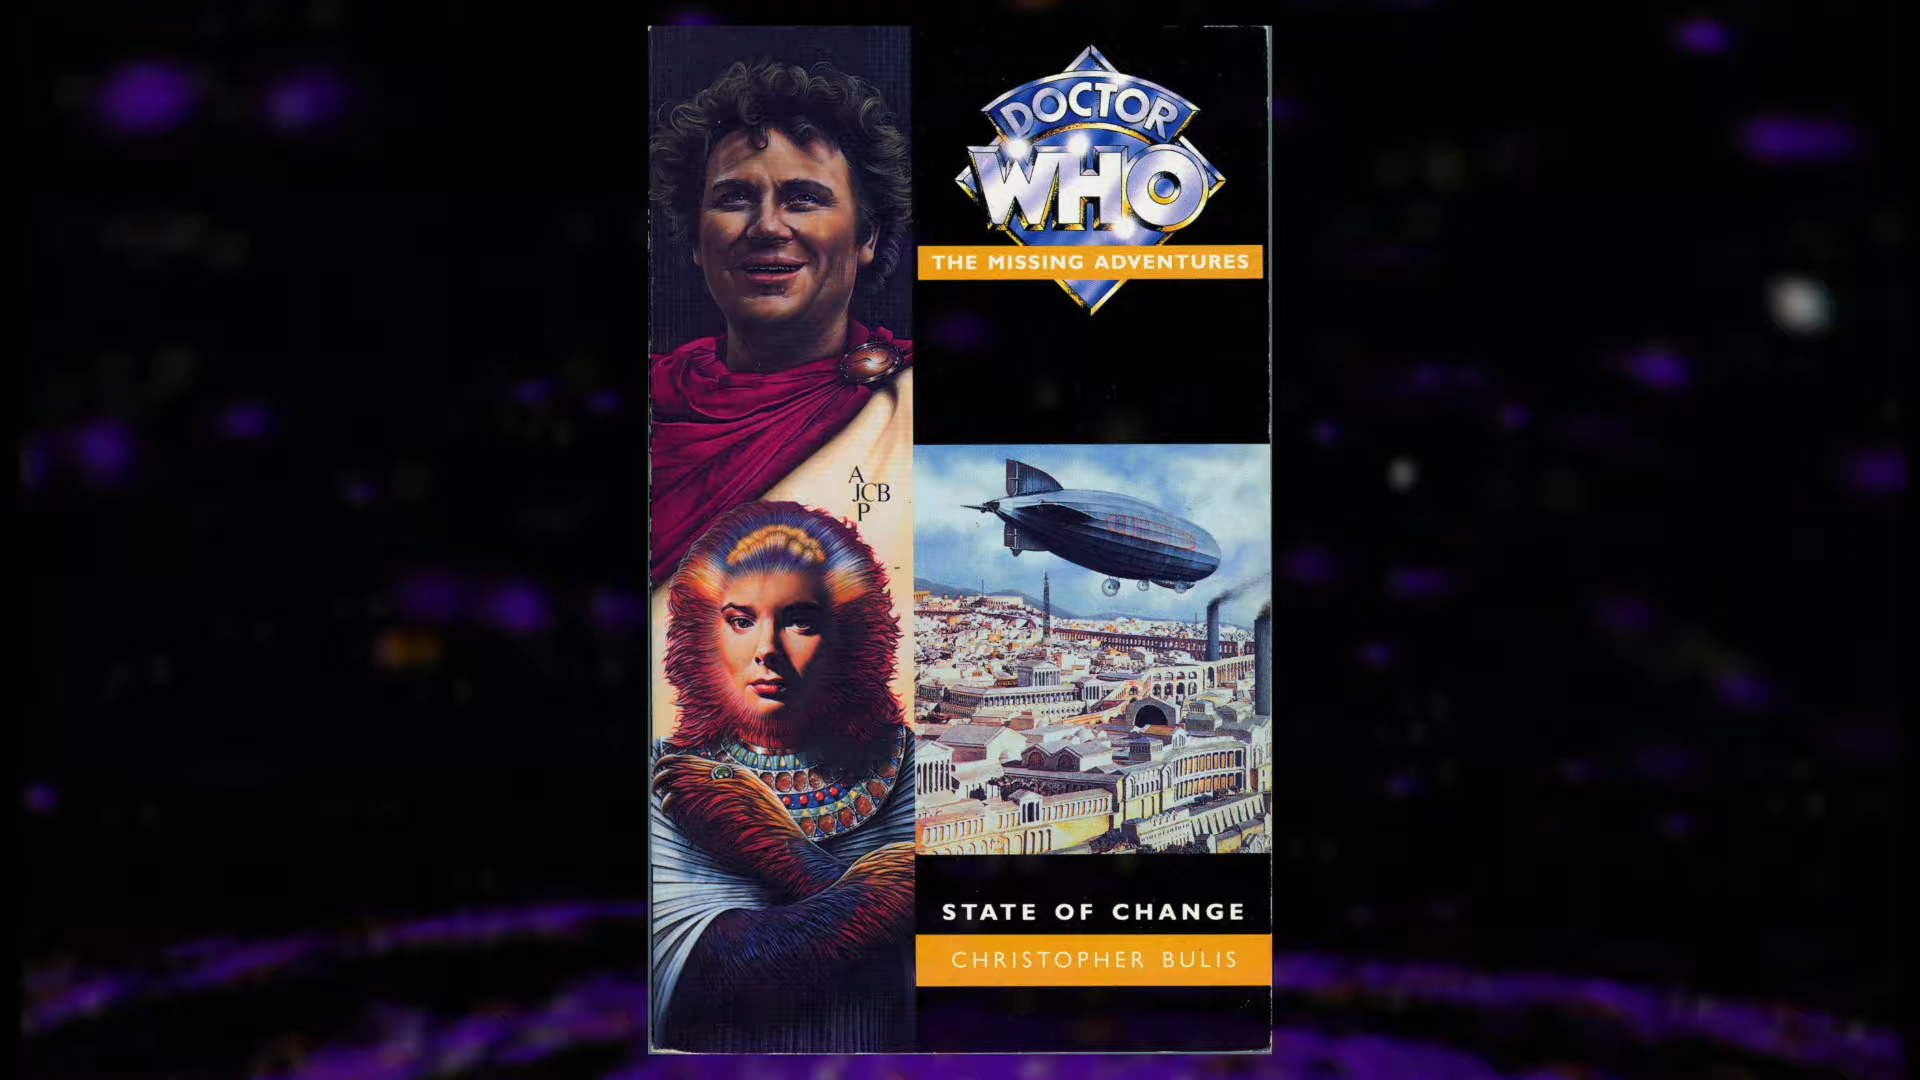 DOCTOR
WHO
THE MISSING ADVENTURES
A
JCB
P
STATE OF CHANGE
CHRISTOPHER BULIS